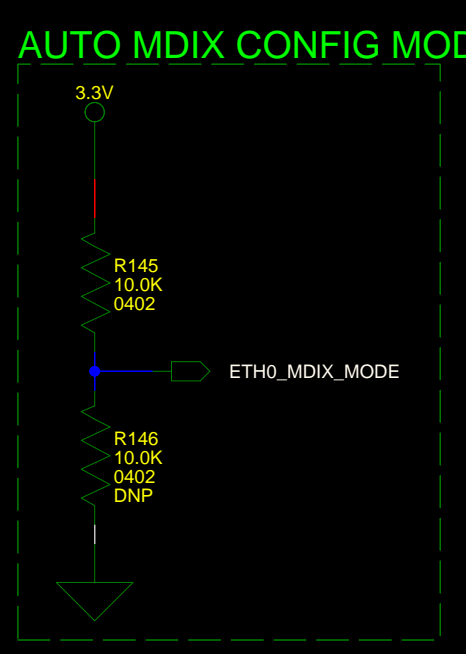 AUTO MDIX CONFIG MOD
3.3V
R145
10.0K
0402
ETH0_MDIX_MODE
R146
10.0K
0402
DNP